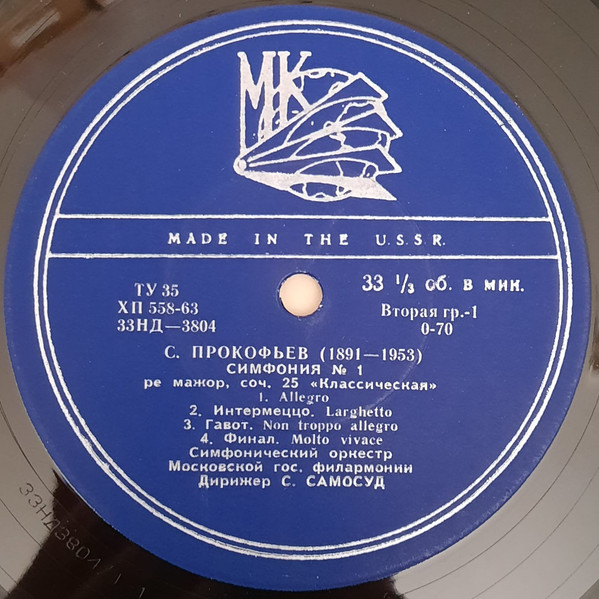 МК
MADE IN THE U.S.S.R.
ТУ 35
ХП 558-63
33НД—3804
33 ⅓ об. в мин.
Вторая гр.-1
0-70
С. ПРОКОФЬЕВ (1891—1953)
СИМФОНИЯ № 1
ре мажор, соч. 25 «Классическая»
1. Allegro
2. Интермеццо. Larghetto
3. Гавот. Non troppo allegro
4. Финал. Molto vivace
Симфонический оркестр
Московской гос. филармонии
Дирижер С. САМОСУД
33НД3804/1